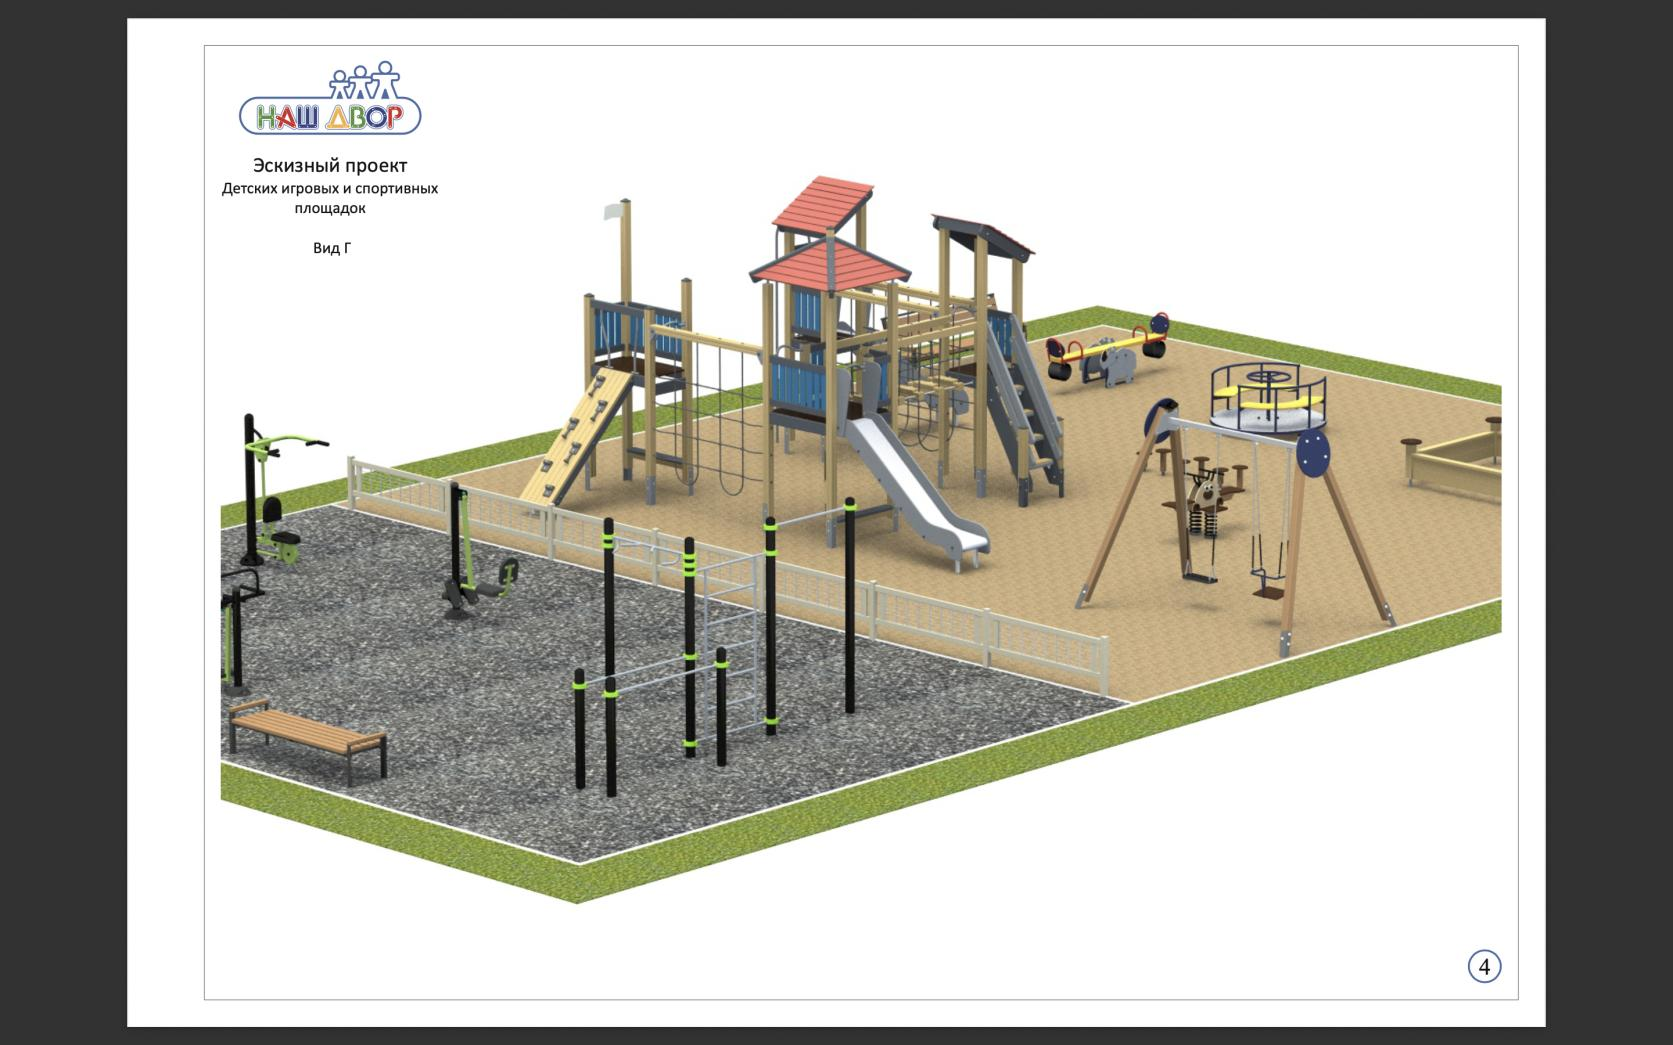 НАШ ДВОР
Эскизный проект
Детских игровых и спортивных
площадок
Вид Г
4